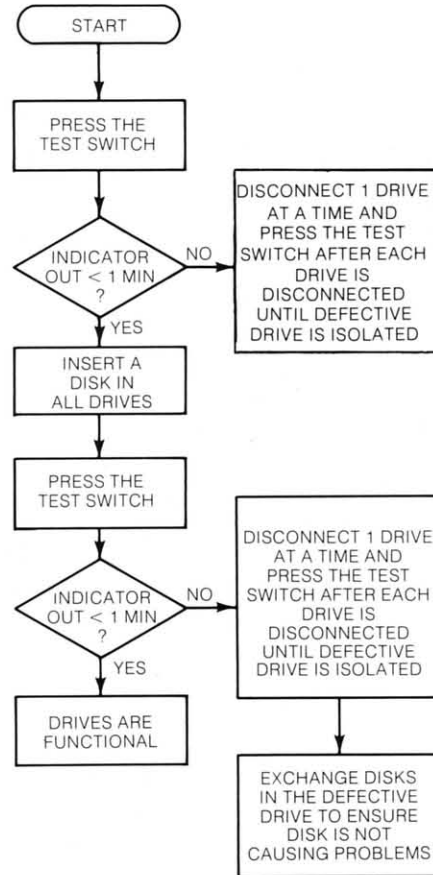 START
PRESS THE
TEST SWITCH
INDICATOR
OUT < 1 MIN
?
NO
DISCONNECT 1 DRIVE
AT A TIME AND
PRESS THE TEST
SWITCH AFTER EACH
DRIVE IS
DISCONNECTED
UNTIL DEFECTIVE
DRIVE IS ISOLATED
YES
INSERT A
DISK IN
ALL DRIVES
PRESS THE
TEST SWITCH
INDICATOR
OUT < 1 MIN
?
NO
DISCONNECT 1 DRIVE
AT A TIME AND
PRESS THE TEST
SWITCH AFTER EACH
DRIVE IS
DISCONNECTED
UNTIL DEFECTIVE
DRIVE IS ISOLATED
YES
DRIVES ARE
FUNCTIONAL
EXCHANGE DISKS
IN THE DEFECTIVE
DRIVE TO ENSURE
DISK IS NOT
CAUSING PROBLEMS